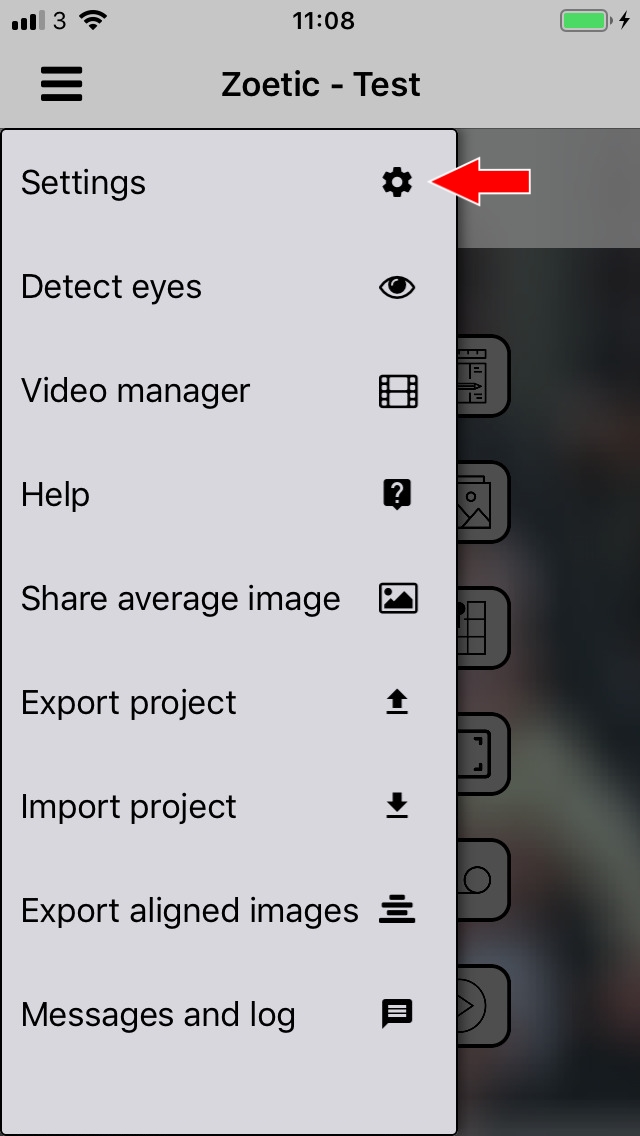 3 11:08
Zoetic - Test
Settings
Detect eyes
Video manager
Help
Share average image
Export project
Import project
Export aligned images
Messages and log